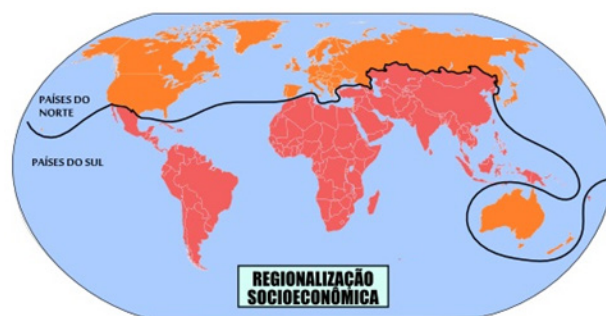 PAÍSES DO
NORTE
PAÍSES DO SUL
REGIONALIZAÇÃO
SOCIOECONÔMICA